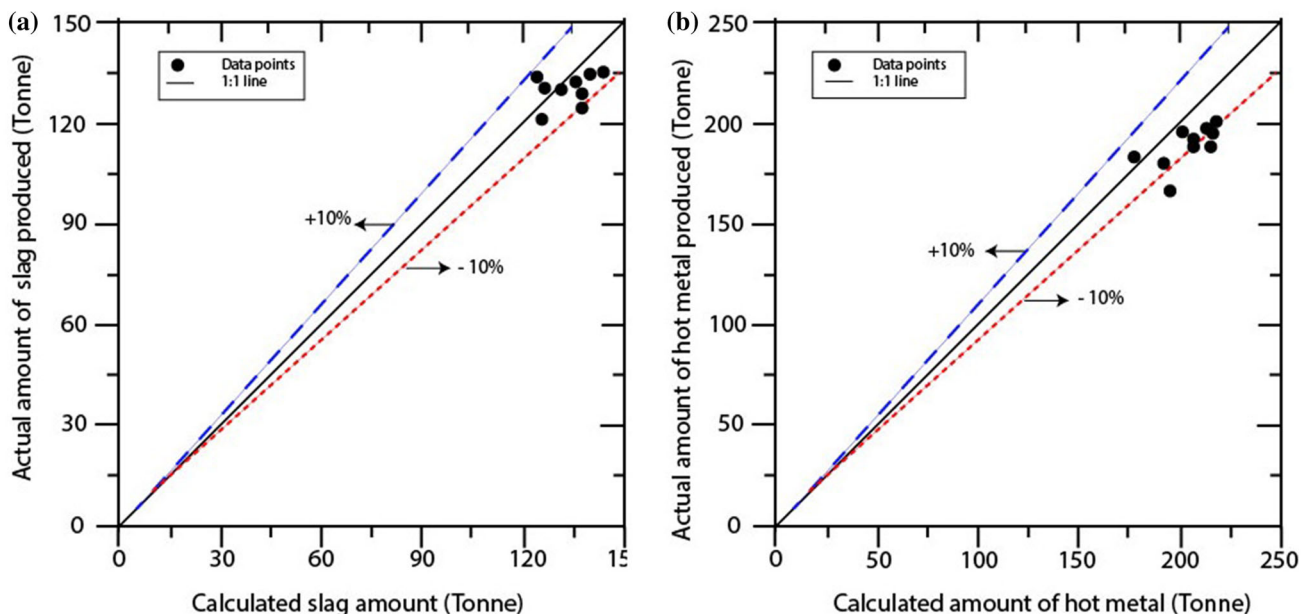 (a)
Actual amount of slag produced (Tonne)
150
120
90
60
30
0
Data points
1:1 line
+10%
- 10%
0 30 60 90 120 15
Calculated slag amount (Tonne)
(b)
Actual amount of hot metal produced (Tonne)
250
200
150
100
50
0
Data points
1:1 line
+10%
- 10%
0 50 100 150 200 250
Calculated amount of hot metal (Tonne)